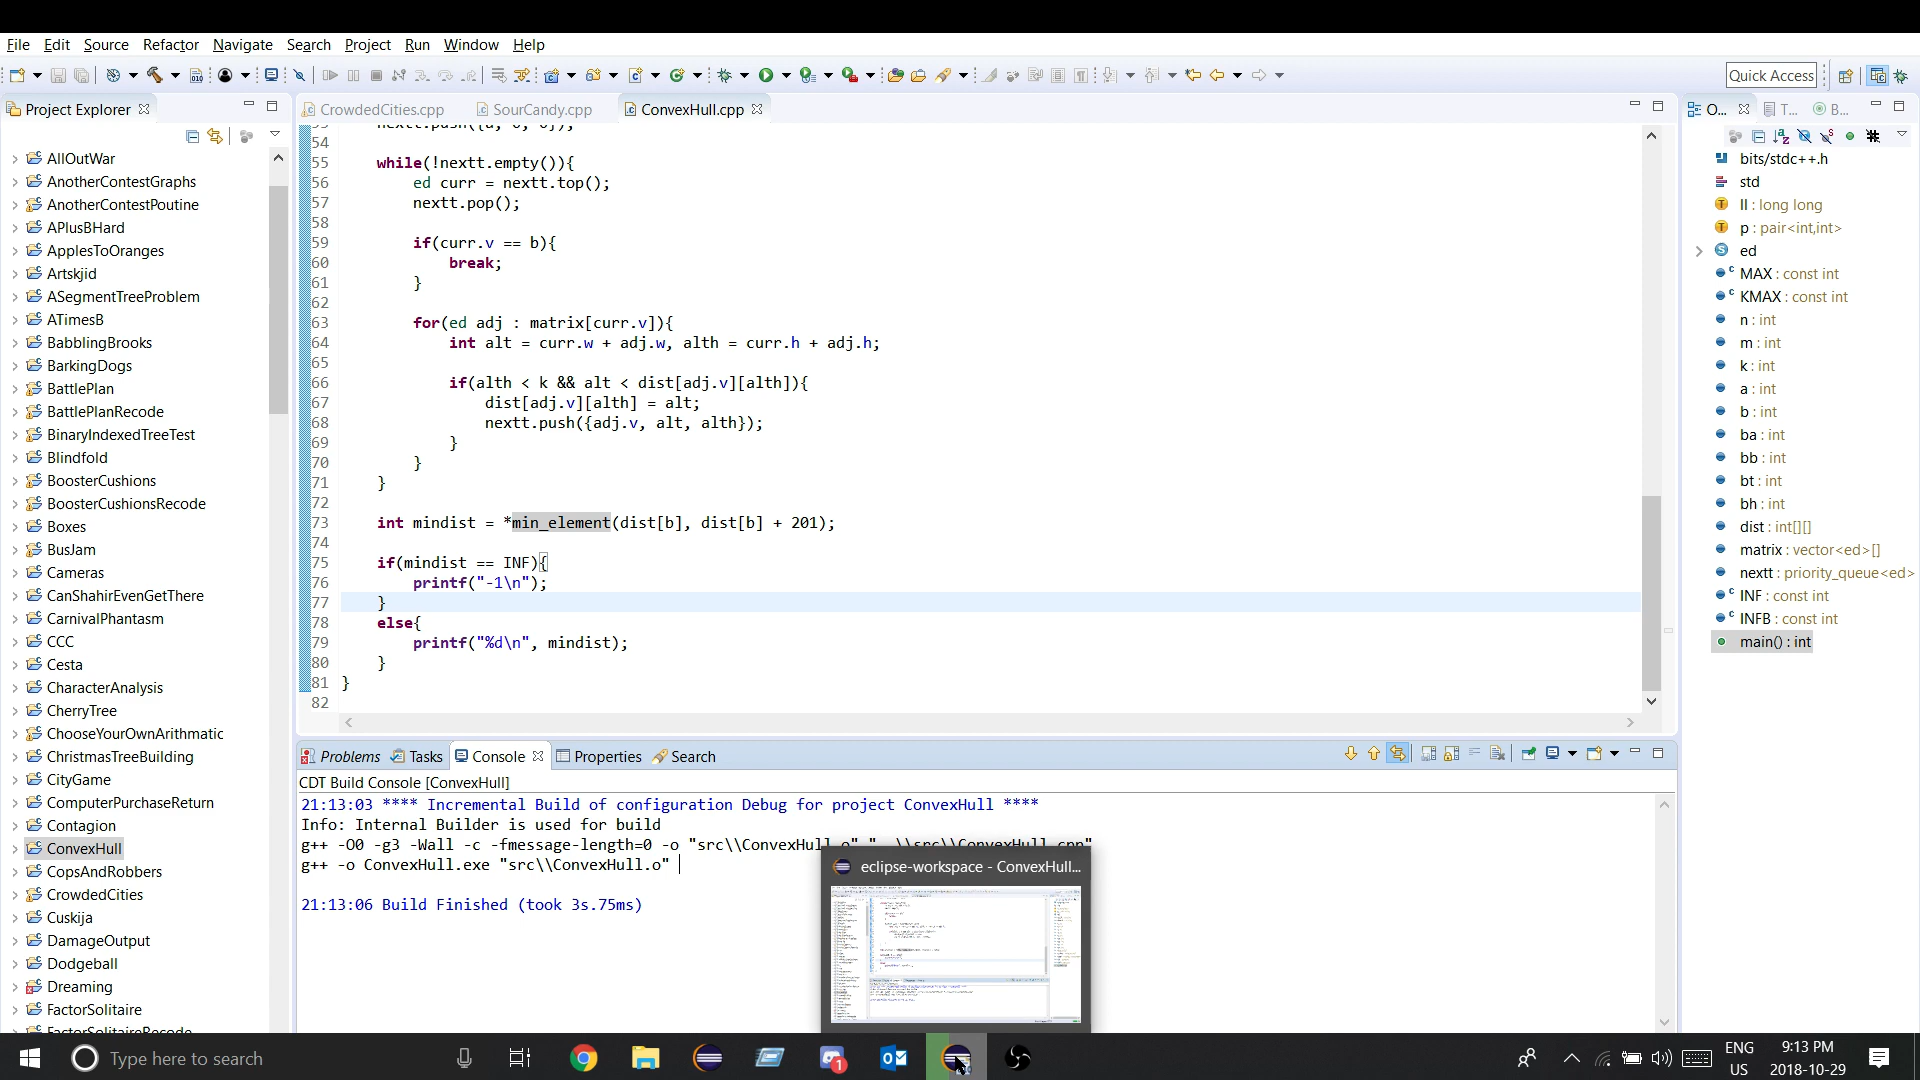 File Edit Source Refactor Navigate Search Project Run Window Help
Quick Access
Project Explorer
CrowdedCities.cpp
SourCandy.cpp
ConvexHull.cpp
O...
T...
B...
AllOutWar
AnotherContestGraphs
AnotherContestPoutine
APlusBHard
ApplesToOranges
Artskjid
ASegmentTreeProblem
ATimesB
BabblingBrooks
BarkingDogs
BattlePlan
BattlePlanRecode
BinaryIndexedTreeTest
Blindfold
BoosterCushions
BoosterCushionsRecode
Boxes
BusJam
Cameras
CanShahirEvenGetThere
CarnivalPhantasm
CCC
Cesta
CharacterAnalysis
CherryTree
ChooseYourOwnArithmatic
ChristmasTreeBuilding
CityGame
ComputerPurchaseReturn
Contagion
ConvexHull
CopsAndRobbers
CrowdedCities
Cuskija
DamageOutput
Dodgeball
Dreaming
FactorSolitaire
FactorSolitaireRecode
54
55 while(!nextt.empty()){
56 ed curr = nextt.top();
57 nextt.pop();
58
59 if(curr.v == b){
60 break;
61 }
62
63 for(ed adj : matrix[curr.v]){
64 int alt = curr.w + adj.w, alth = curr.h + adj.h;
65
66 if(alth < k && alt < dist[adj.v][alth]){
67 dist[adj.v][alth] = alt;
68 nextt.push({adj.v, alt, alth});
69 }
70 }
71 }
72
73 int mindist = *min_element(dist[b], dist[b] + 201);
74
75 if(mindist == INF){
76 printf("-1\n");
77 }
78 else{
79 printf("%d\n", mindist);
80 }
81 }
82
bits/stdc++.h
std
ll : long long
p : pair<int,int>
ed
MAX : const int
KMAX : const int
n : int
m : int
k : int
a : int
b : int
ba : int
bb : int
bt : int
bh : int
dist : int[][]
matrix : vector<ed>[]
nextt : priority_queue<ed>
INF : const int
INFB : const int
main() : int
Problems Tasks Console Properties Search
CDT Build Console [ConvexHull]
21:13:03 **** Incremental Build of configuration Debug for project ConvexHull ****
Info: Internal Builder is used for build
g++ -O0 -g3 -Wall -c -fmessage-length=0 -o "src\\ConvexHull.o" "..\\src\\ConvexHull.cpp"
g++ -o ConvexHull.exe "src\\ConvexHull.o"
21:13:06 Build Finished (took 3s.75ms)
eclipse-workspace - ConvexHull...
Type here to search
1
ENG
US
9:13 PM
2018-10-29